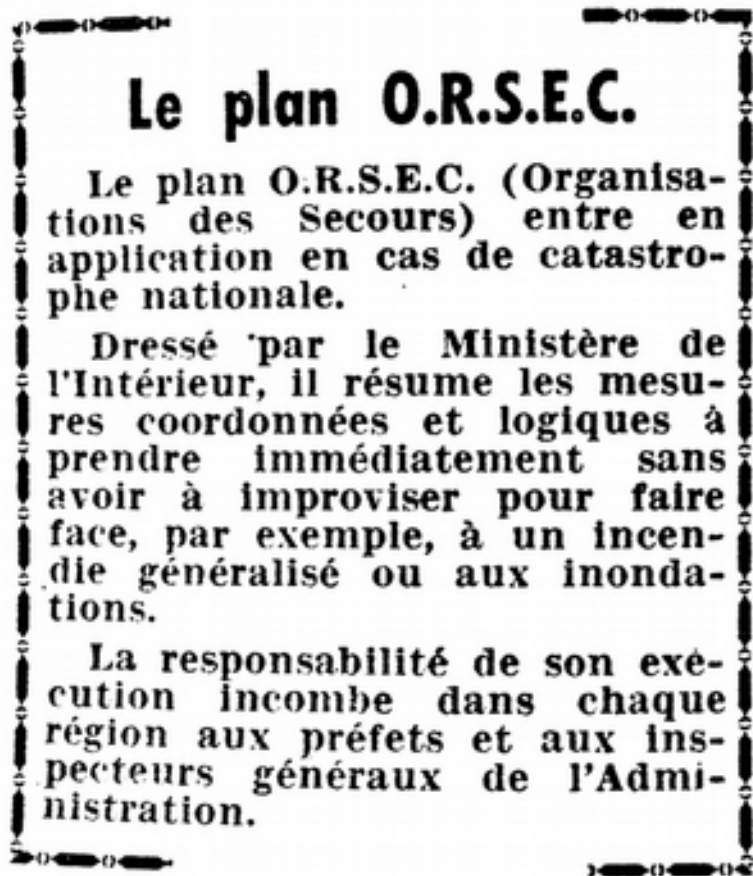 Le plan O.R.S.E.C.
Le plan O.R.S.E.C. (Organisa-
tions des Secours) entre en
application en cas de catastro-
phe nationale.
Dressé par le Ministère de
l'Intérieur, il résume les mesu-
res coordonnées et logiques à
prendre immédiatement sans
avoir à improviser pour faire
face, par exemple, à un incen-
die généralisé ou aux inonda-
tions.
La responsabilité de son exé-
cution incombe dans chaque
région aux préfets et aux ins-
pecteurs généraux de l'Admi-
nistration.